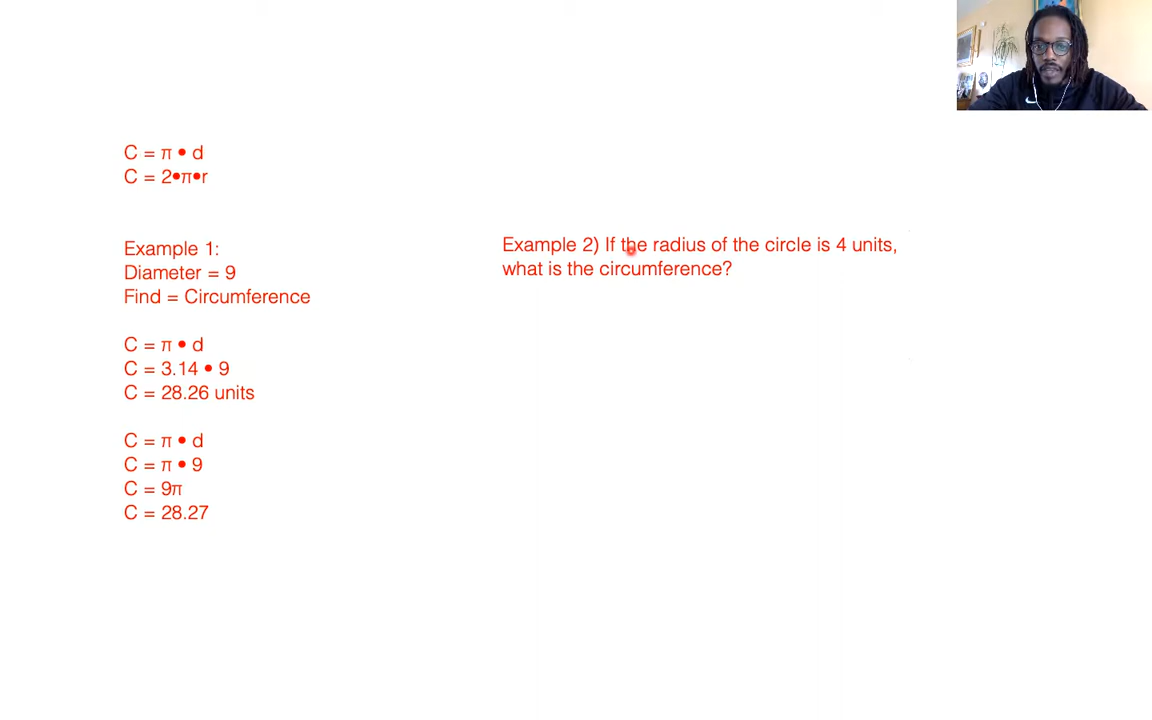 C = π • d
C = 2•π•r
Example 1:
Diameter = 9
Find = Circumference
C = π • d
C = 3.14 • 9
C = 28.26 units
C = π • d
C = π • 9
C = 9π
C = 28.27
Example 2) If the radius of the circle is 4 units,
what is the circumference?